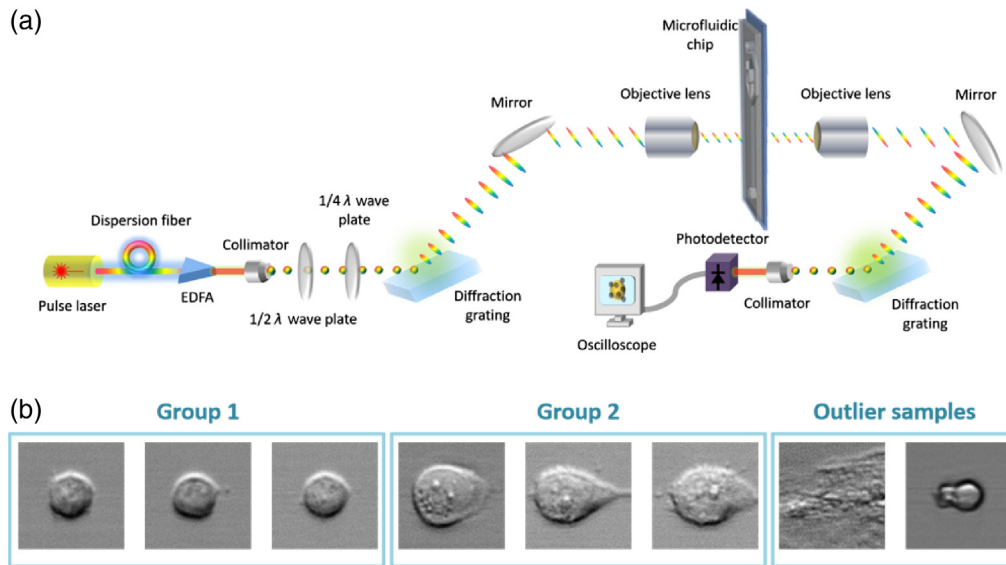 (a)
Microfluidic
chip
Mirror
Objective lens
Objective lens
Mirror
1/4 λ wave
plate
Dispersion fiber
Collimator
Photodetector
Pulse laser
EDFA
1/2 λ wave plate
Diffraction
grating
Oscilloscope
Collimator
Diffraction
grating
(b)
Group 1
Group 2
Outlier samples